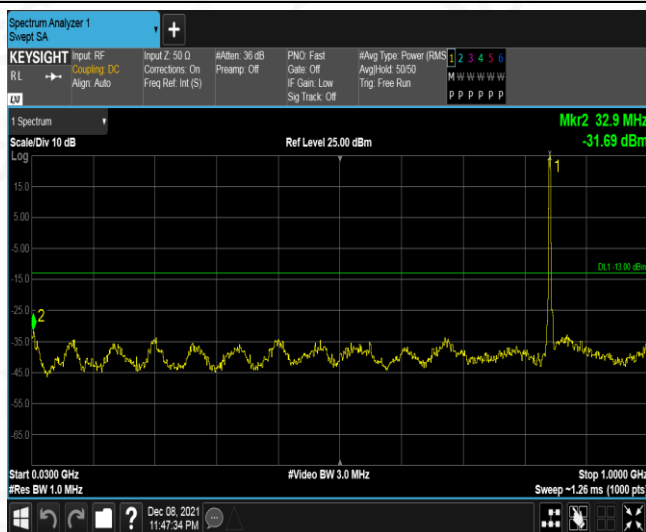 Spectrum Analyzer 1
Swept SA
+
KEYSIGHT Input: RF Input Z: 50 Ω #Atten: 36 dB PNO: Fast #Avg Type: Power (RMS 1 2 3 4 5 6
RL Coupling: DC Corrections: On Preamp: Off Gate: Off Avg|Hold: 50/50 M W W W W W
Align: Auto Freq Ref: Int (S) IF Gain: Low Trig: Free Run
Sig Track: Off P P P P P P
LXI
1 Spectrum Mkr2 32.9 MHz
Scale/Div 10 dB Ref Level 25.00 dBm -31.69 dBm
Log
1
15.0
5.00
-5.00
DL1 -13.00 dBm
-15.0
-25.0
2
-35.0
-45.0
-55.0
-65.0
Start 0.0300 GHz #Video BW 3.0 MHz Stop 1.0000 GHz
#Res BW 1.0 MHz Sweep ~1.26 ms (1000 pts)
? Dec 08, 2021
11:47:34 PM